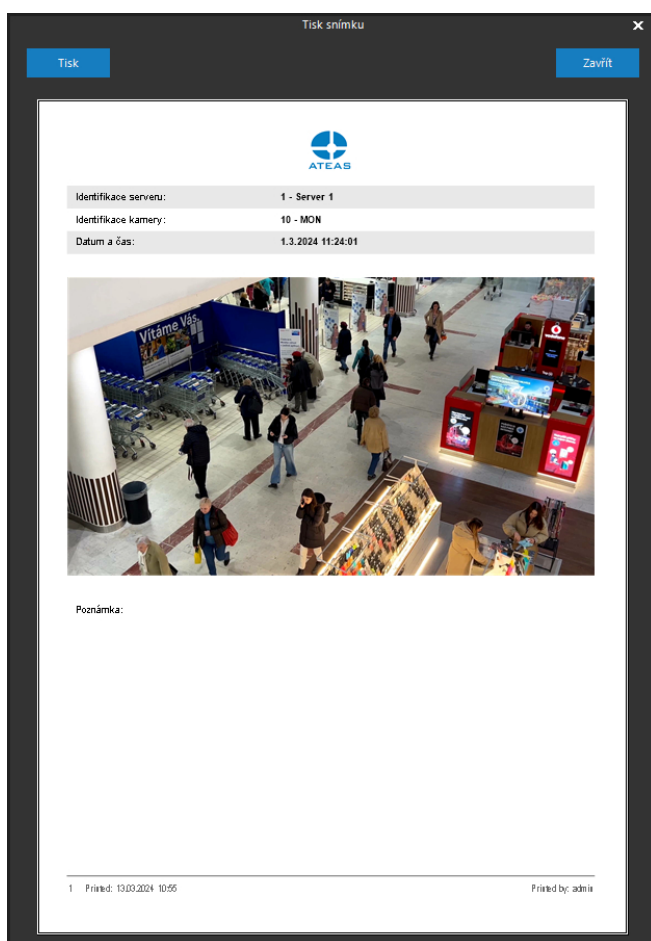 Tisk snímku
Tisk
Zavřít
ATEAS
Identifikace serveru: 1 - Server 1
Identifikace kamery: 10 - MON
Datum a čas: 1.3.2024 11:24:01
Vítáme Vás
vodafone
Poznámka:
1 Printed: 13.03.2024 10:55 Printed by: admin